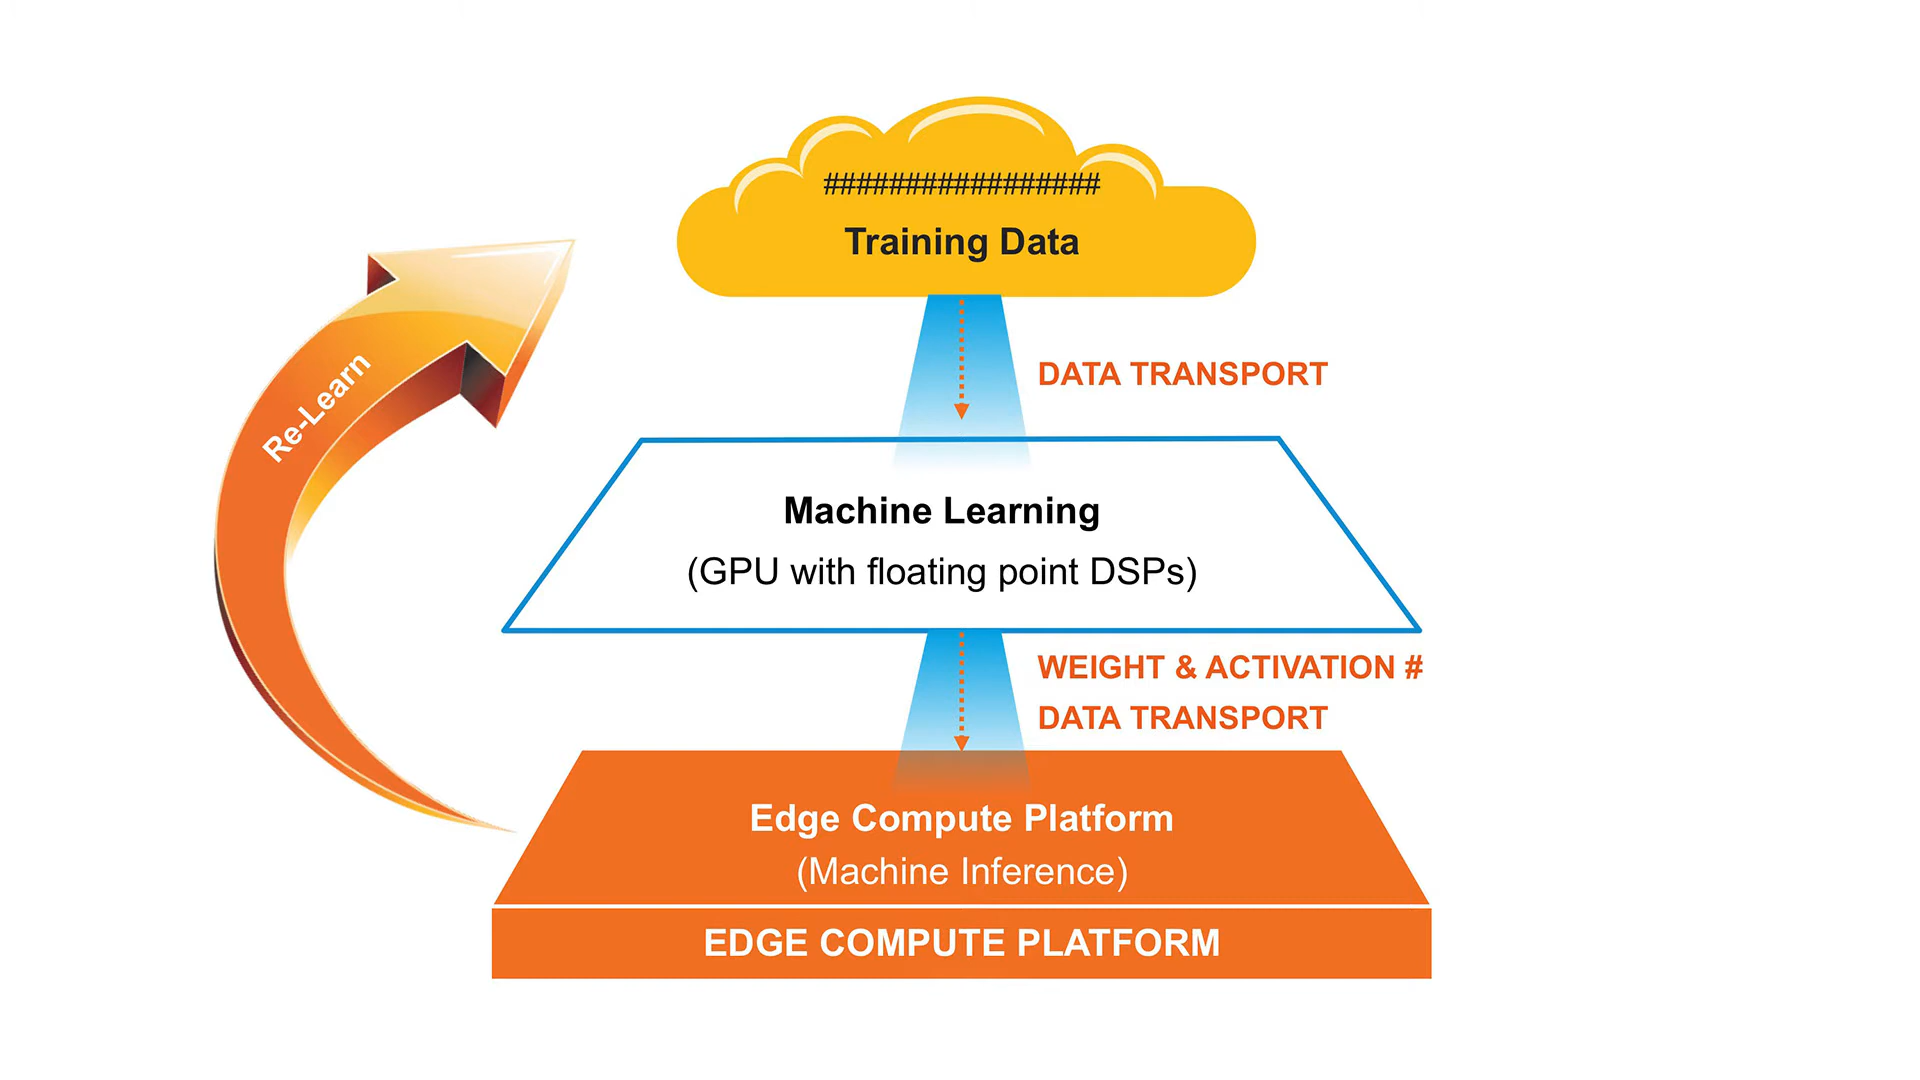 #################
Training Data
DATA TRANSPORT
Re-Learn
Machine Learning
(GPU with floating point DSPs)
WEIGHT & ACTIVATION #
DATA TRANSPORT
Edge Compute Platform
(Machine Inference)
EDGE COMPUTE PLATFORM